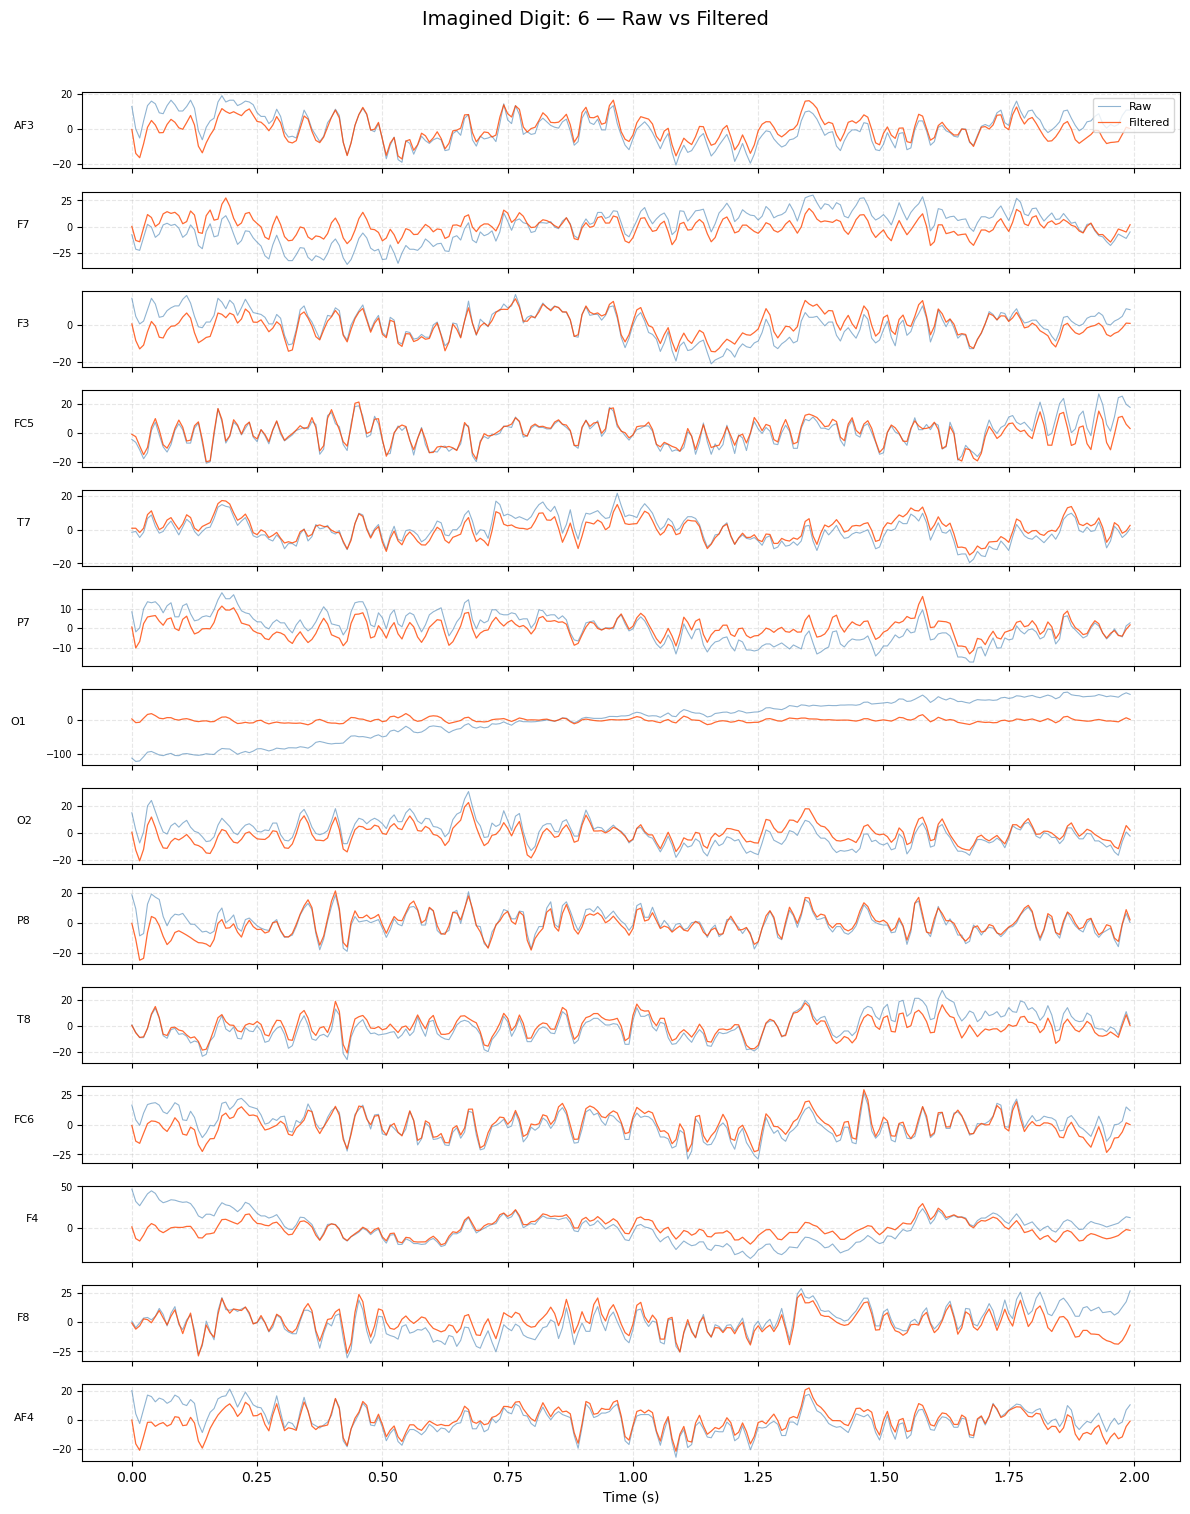 Imagined Digit: 6 — Raw vs Filtered
AF3
20
0
−20
Raw
Filtered
F7
25
0
−25
F3
0
−20
FC5
20
0
−20
T7
20
0
−20
P7
10
0
−10
O1
0
−100
O2
20
0
−20
P8
20
0
−20
T8
20
0
−20
FC6
25
0
−25
F4
50
0
F8
25
0
−25
AF4
20
0
−20
0.00 0.25 0.50 0.75 1.00 1.25 1.50 1.75 2.00
Time (s)